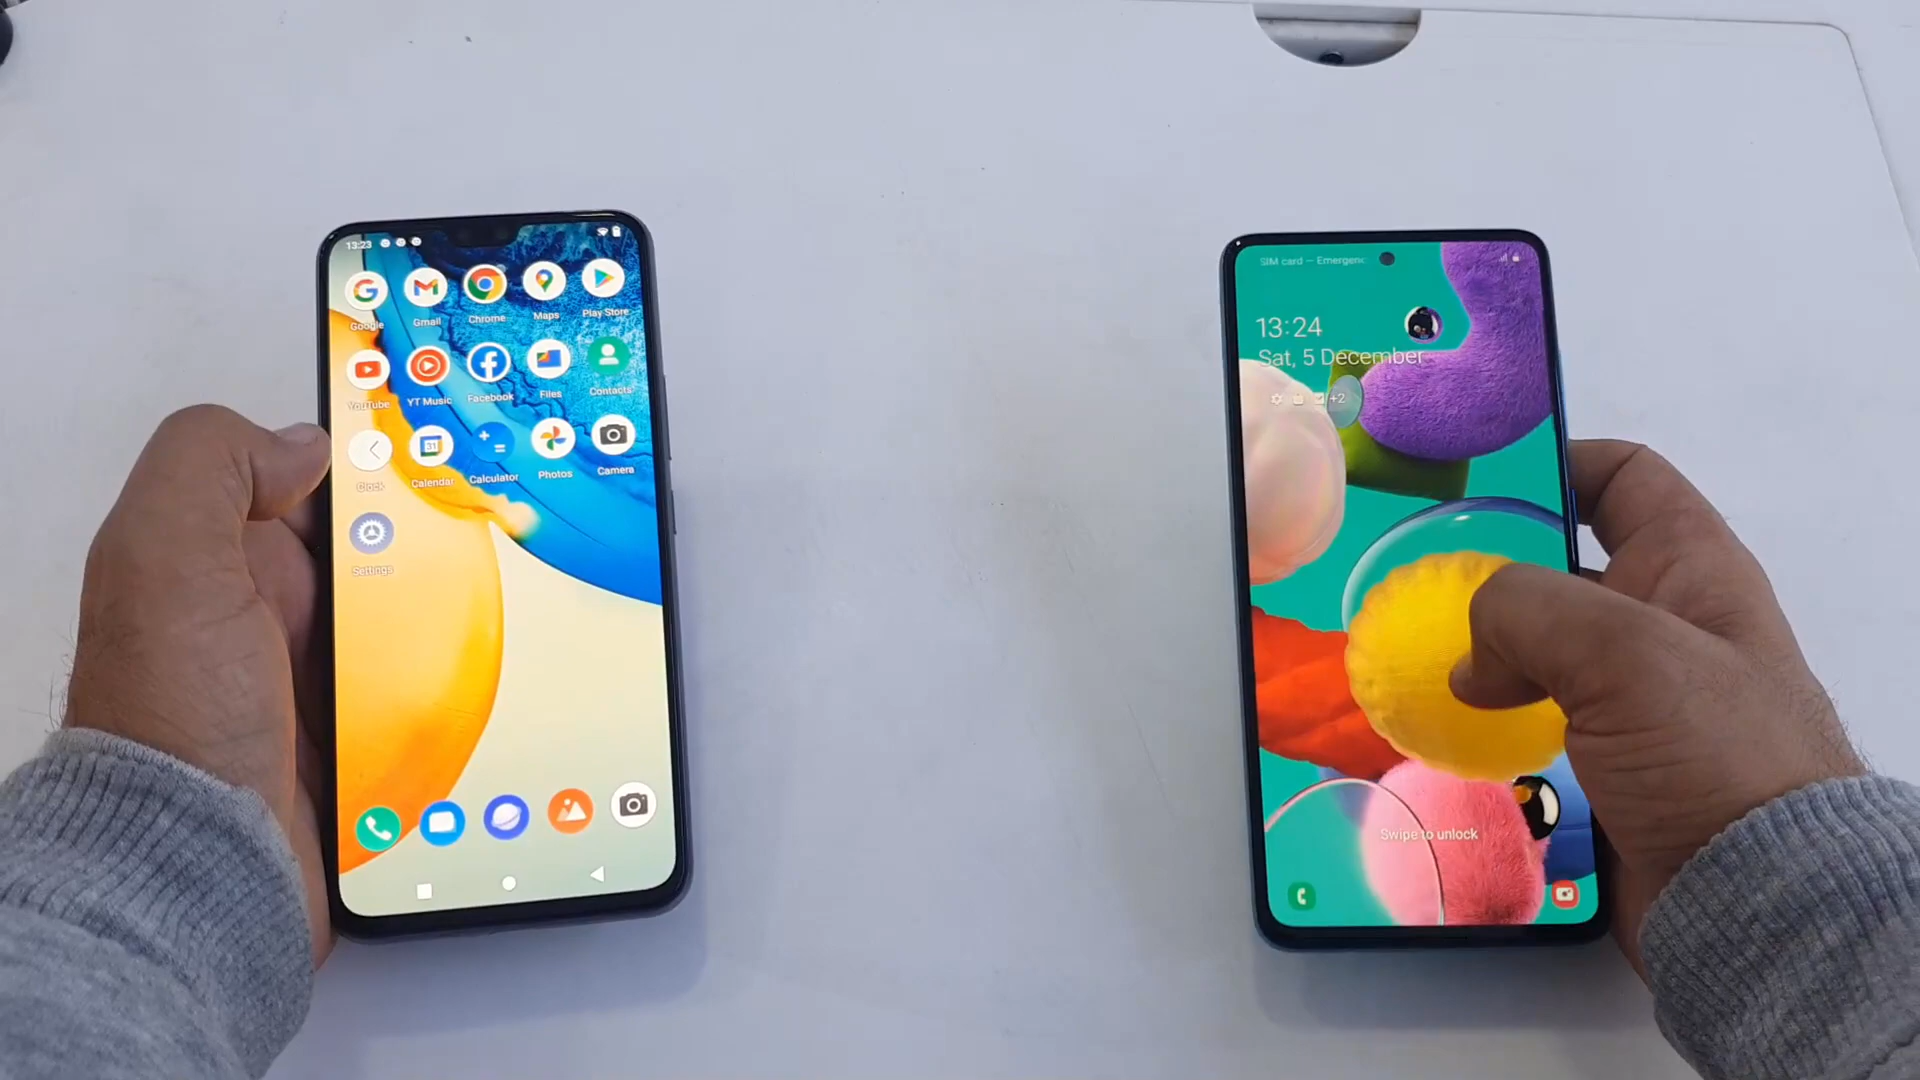 13:23
Google
Gmail
Chrome
Maps
Play Store
YouTube
YT Music
Facebook
Files
Contacts
Clock
31
Calendar
Calculator
Photos
Camera
Settings
SIM card — Emergenc
13:24
Sat, 5 December
+2
Swipe to unlock